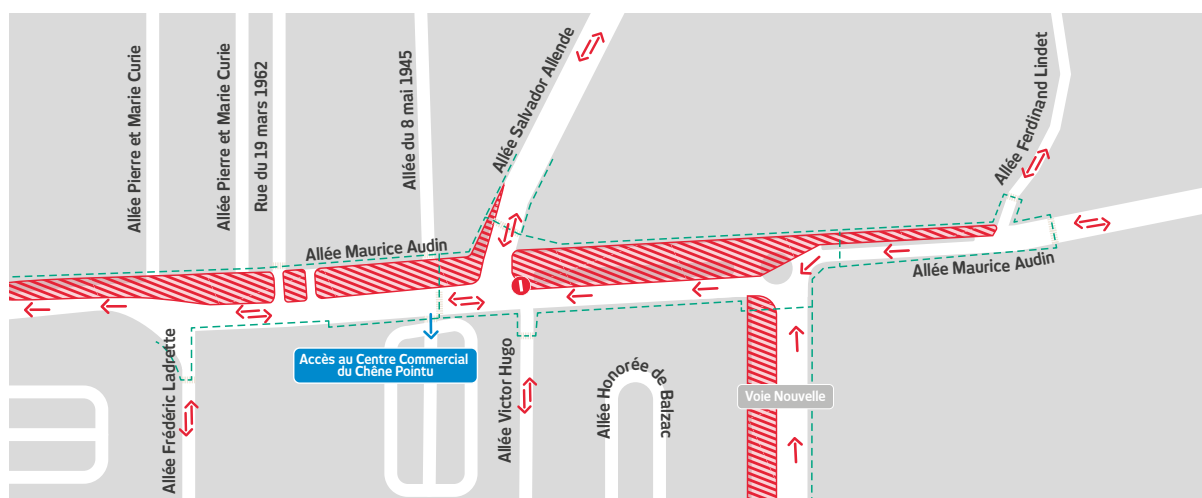 Allée Pierre et Marie Curie
Allée Pierre et Marie Curie
Rue du 19 mars 1962
Allée du 8 mai 1945
Allée Salvador Allende
Allée Ferdinand Lindet
Allée Maurice Audin
Allée Maurice Audin
Accès au Centre Commercial
du Chêne Pointu
Allée Frédéric Ladrette
Allée Victor Hugo
Allée Honorée de Balzac
Voie Nouvelle